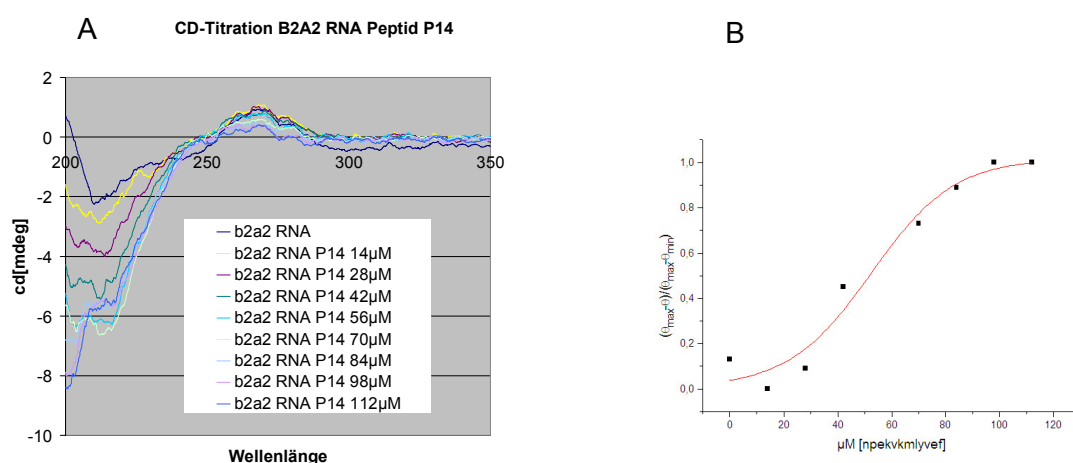 A
CD-Titration B2A2 RNA Peptid P14
2
0
-2
-4
-6
-8
-10
200
250
300
350
cd[mdeg]
b2a2 RNA
b2a2 RNA P14 14µM
b2a2 RNA P14 28µM
b2a2 RNA P14 42µM
b2a2 RNA P14 56µM
b2a2 RNA P14 70µM
b2a2 RNA P14 84µM
b2a2 RNA P14 98µM
b2a2 RNA P14 112µM
Wellenlänge
B
1,0
0,8
0,6
0,4
0,2
0,0
(θmax-θ)/(θmax-θmin)
0
20
40
60
80
100
120
µM [npekvkmlyvef]